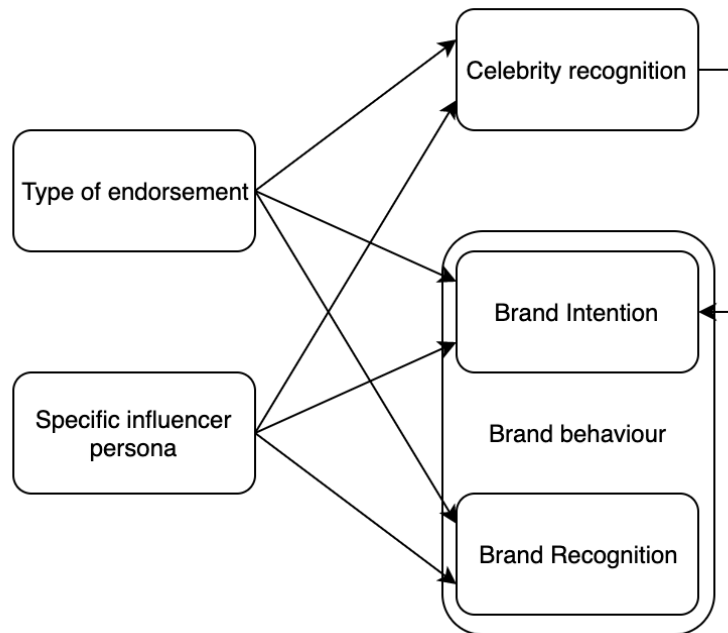 Celebrity recognition
Type of endorsement
Brand Intention
Specific influencer
persona
Brand behaviour
Brand Recognition